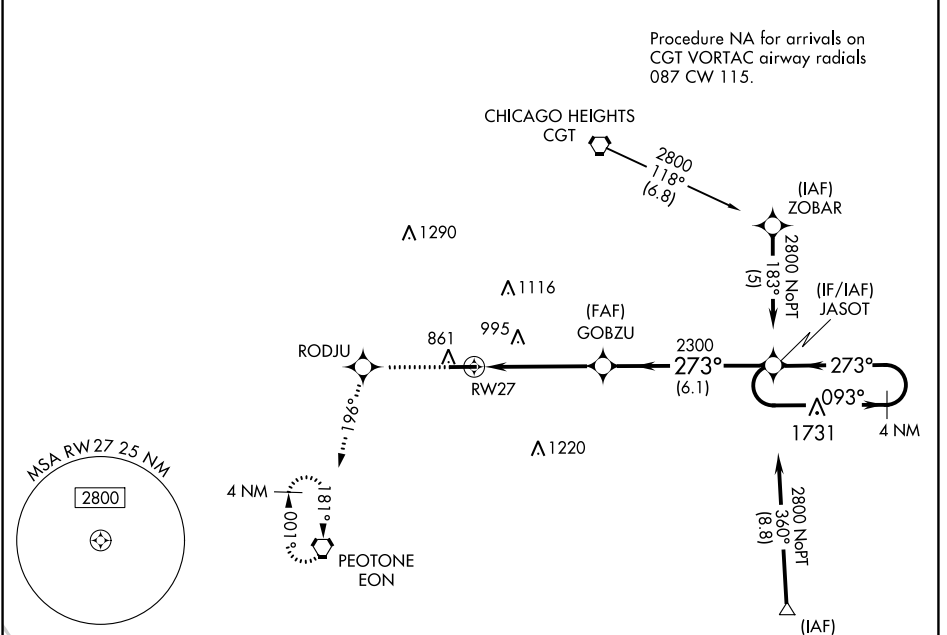 Procedure NA for arrivals on
CGT VORTAC airway radials
087 CW 115.
CHICAGO HEIGHTS
CGT
2800
118°
(6.8)
(IAF)
ZOBAR
1290
2800 NoPT
183°
(5)
(IF/IAF)
JASOT
1116
(FAF)
GOBZU
995
861
RODJU
RW27
2300
273°
(6.1)
273°
093°
1731
4 NM
196°
1220
MSA RW 27 25 NM
2800
4 NM
181°
001°
PEOTONE
EON
2800 NoPT
360°
(8.8)
(IAF)